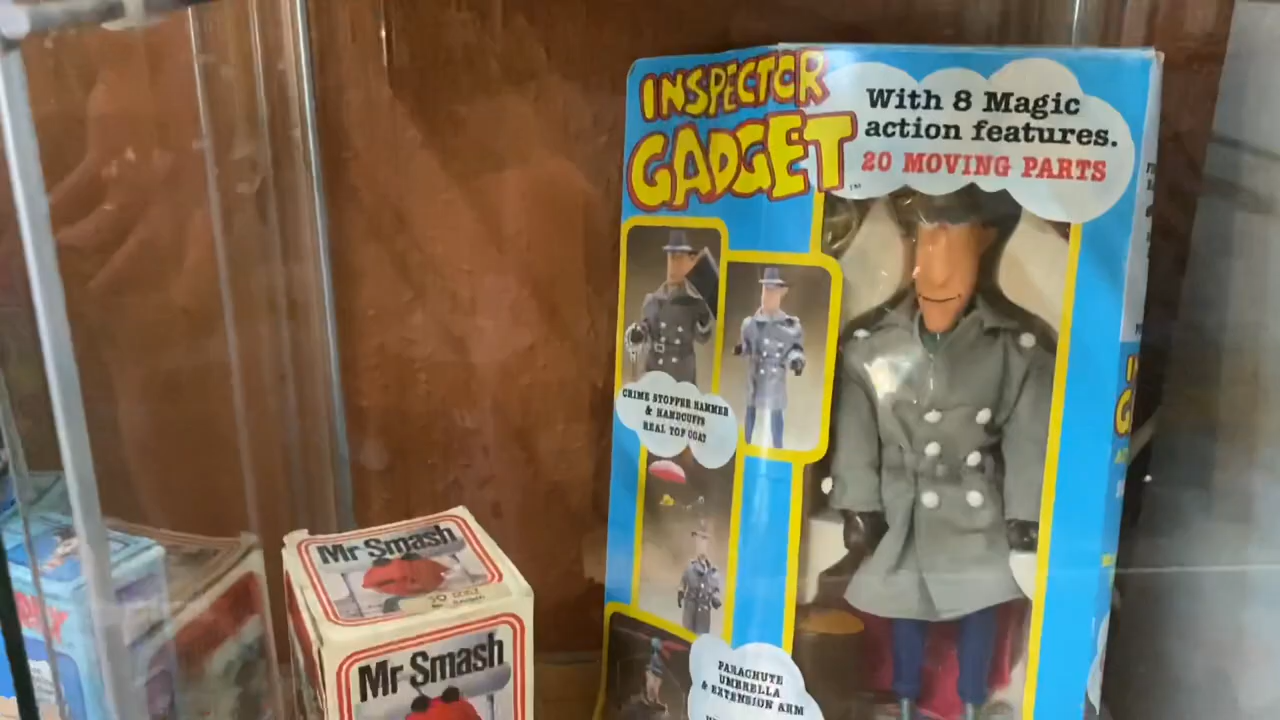 INSPECTOR
GADGET
TM
With 8 Magic
action features.
20 MOVING PARTS
CRIME STOPPER HAMMER
& HANDCUFFS
REAL TOP COAT
PARACHUTE
UMBRELLA
& EXTENSION ARM
Mr Smash
Mr Smash